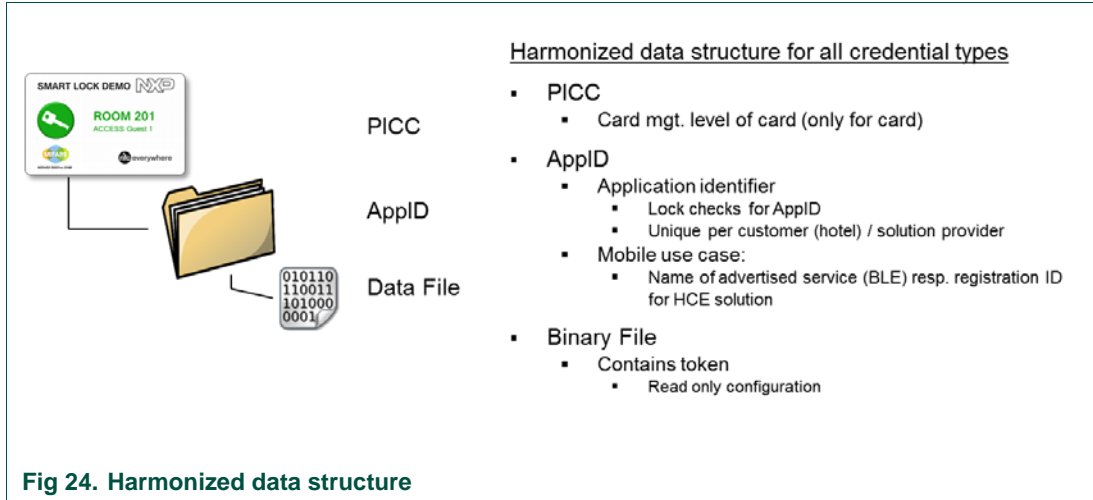 SMART LOCK DEMO NXP
ROOM 201
ACCESS Guest 1
MIFARE
everywhere
PICC
AppID
Data File
010110
110011
101000
0001
Harmonized data structure for all credential types
▪ PICC
▪ Card mgt. level of card (only for card)
▪ AppID
▪ Application identifier
▪ Lock checks for AppID
▪ Unique per customer (hotel) / solution provider
▪ Mobile use case:
▪ Name of advertised service (BLE) resp. registration ID
for HCE solution
▪ Binary File
▪ Contains token
▪ Read only configuration
Fig 24. Harmonized data structure